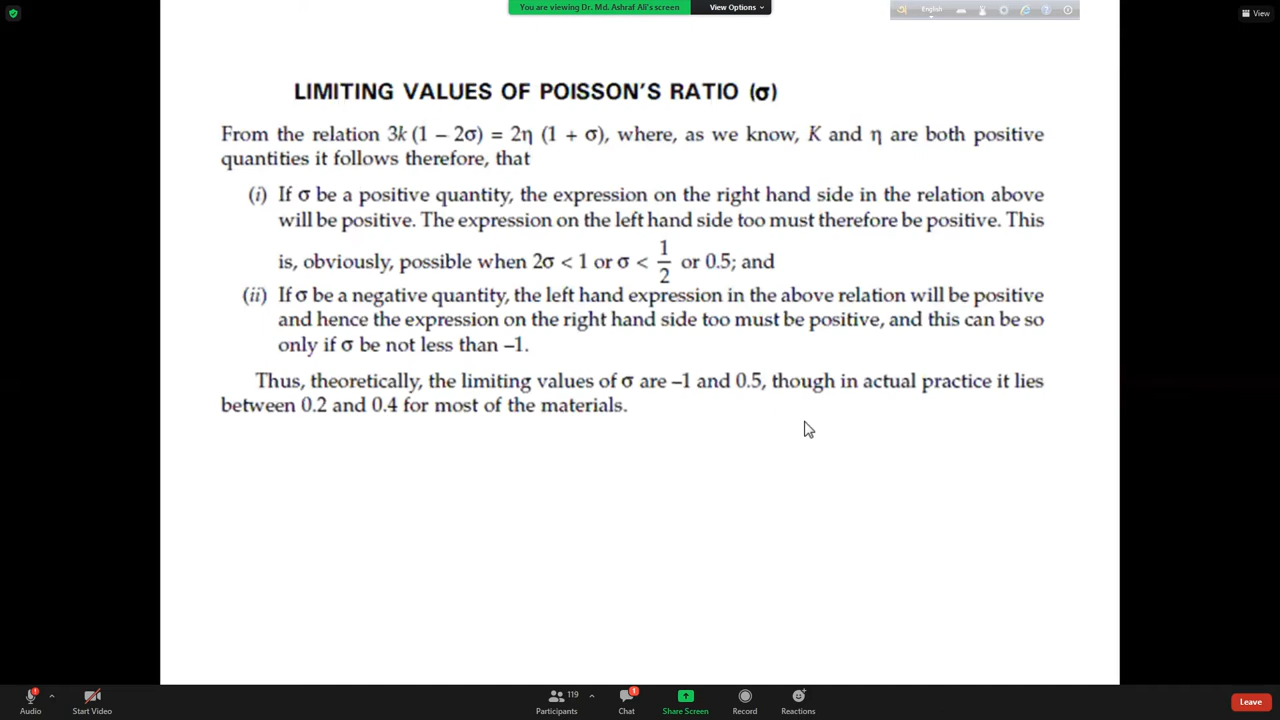 You are viewing Dr. Md. Ashraf Ali's screen
View Options
English
View
LIMITING VALUES OF POISSON'S RATIO (σ)
From the relation 3k (1 – 2σ) = 2η (1 + σ), where, as we know, K and η are both positive
quantities it follows therefore, that
(i) If σ be a positive quantity, the expression on the right hand side in the relation above
will be positive. The expression on the left hand side too must therefore be positive. This
is, obviously, possible when 2σ < 1 or σ < 1/2 or 0.5; and
(ii) If σ be a negative quantity, the left hand expression in the above relation will be positive
and hence the expression on the right hand side too must be positive, and this can be so
only if σ be not less than –1.
Thus, theoretically, the limiting values of σ are –1 and 0.5, though in actual practice it lies
between 0.2 and 0.4 for most of the materials.
Audio
Start Video
119
Participants
1
Chat
Share Screen
Record
Reactions
Leave